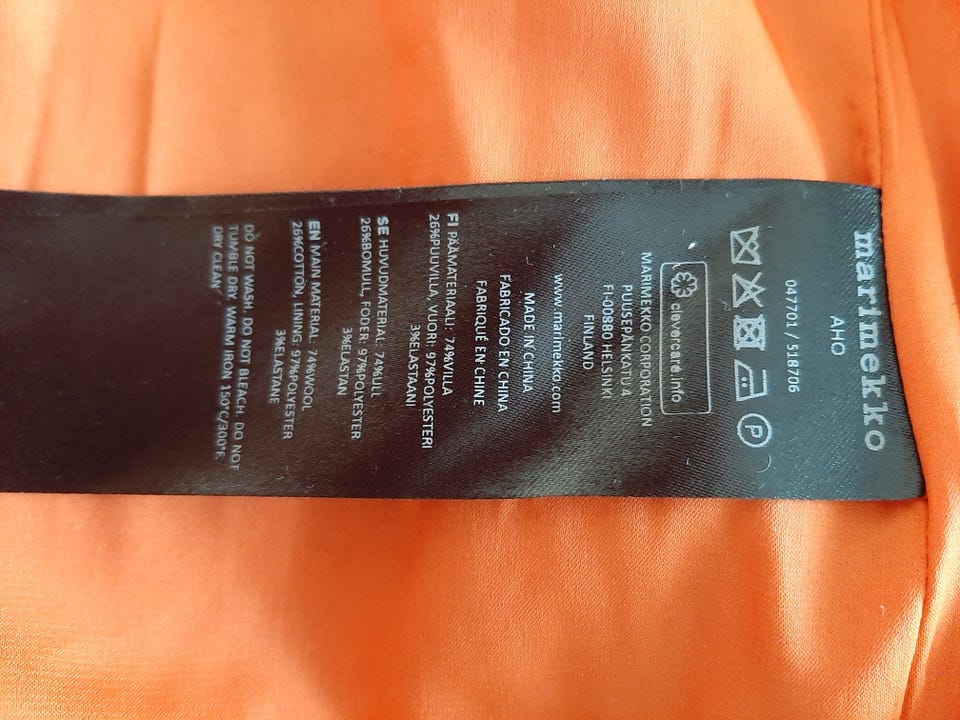 marimekko
AHO
047701 / 518706
P
clevercare.info
MARIMEKKO CORPORATION
PUUSEPÄNKATU 4
FI-00880 HELSINKI
FINLAND
www.marimekko.com
MADE IN CHINA
FABRICADO EN CHINA
FABRIQUÉ EN CHINE
FI PÄÄMATERIAALI: 74%VILLA
26%PUUVILLA, VUORI: 97%POLYESTERI
3%ELASTAANI
SE HUVUDMATERIAL: 74%ULL
26%BOMULL, FODER: 97%POLYESTER
3%ELASTAN
EN MAIN MATERIAL: 74%WOOL
26%COTTON, LINING: 97%POLYESTER
3%ELASTANE
DO NOT WASH. DO NOT BLEACH. DO NOT
TUMBLE DRY. WARM IRON 150°C/300°F.
DRY CLEAN